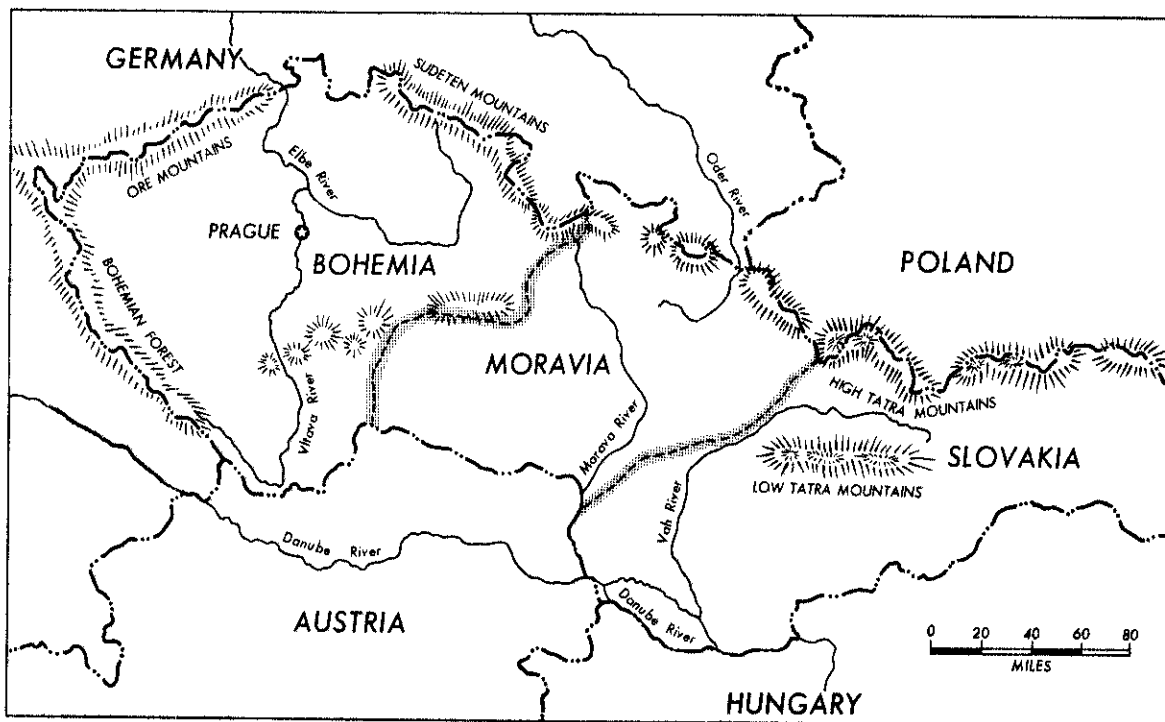 GERMANY
SUDETEN MOUNTAINS
ORE MOUNTAINS
Elbe River
Oder River
PRAGUE
BOHEMIA
POLAND
BOHEMIAN FOREST
MORAVIA
Vltava River
Morava River
HIGH TATRA MOUNTAINS
SLOVAKIA
LOW TATRA MOUNTAINS
Vah River
Danube River
Danube River
AUSTRIA
0 20 40 60 80
MILES
HUNGARY